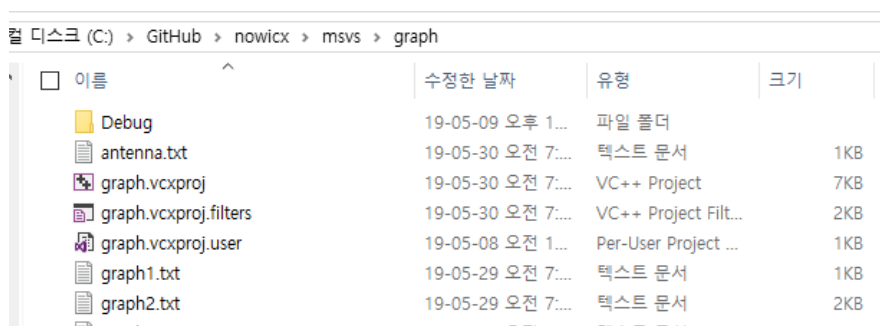 컬 디스크 (C:) > GitHub > nowicx > msvs > graph
이름 수정한 날짜 유형 크기
Debug 19-05-09 오후 1... 파일 폴더
antenna.txt 19-05-30 오전 7:... 텍스트 문서 1KB
graph.vcxproj 19-05-30 오전 7:... VC++ Project 7KB
graph.vcxproj.filters 19-05-30 오전 7:... VC++ Project Filt... 2KB
graph.vcxproj.user 19-05-08 오전 1... Per-User Project ... 1KB
graph1.txt 19-05-29 오전 7:... 텍스트 문서 1KB
graph2.txt 19-05-29 오전 7:... 텍스트 문서 2KB